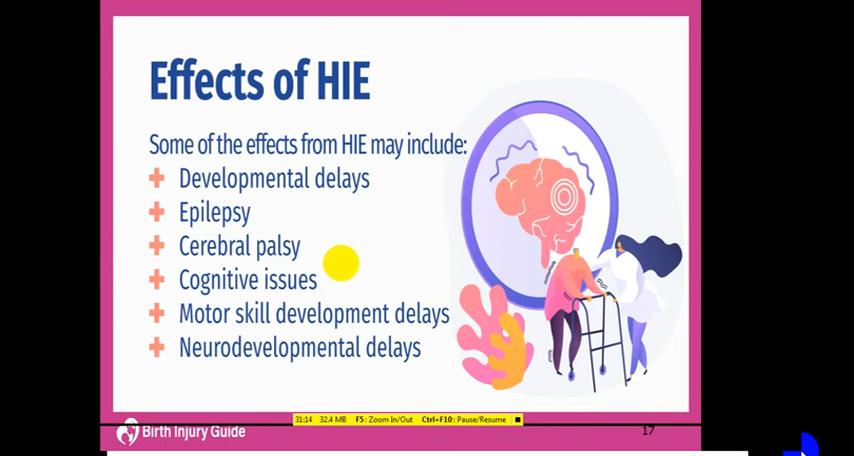 Effects of HIE
Some of the effects from HIE may include:
Developmental delays
Epilepsy
Cerebral palsy
Cognitive issues
Motor skill development delays
Neurodevelopmental delays
31:14 32.4 MB F5: Zoom In/Out Ctrl+F10: Pause/Resume
Birth Injury Guide
17